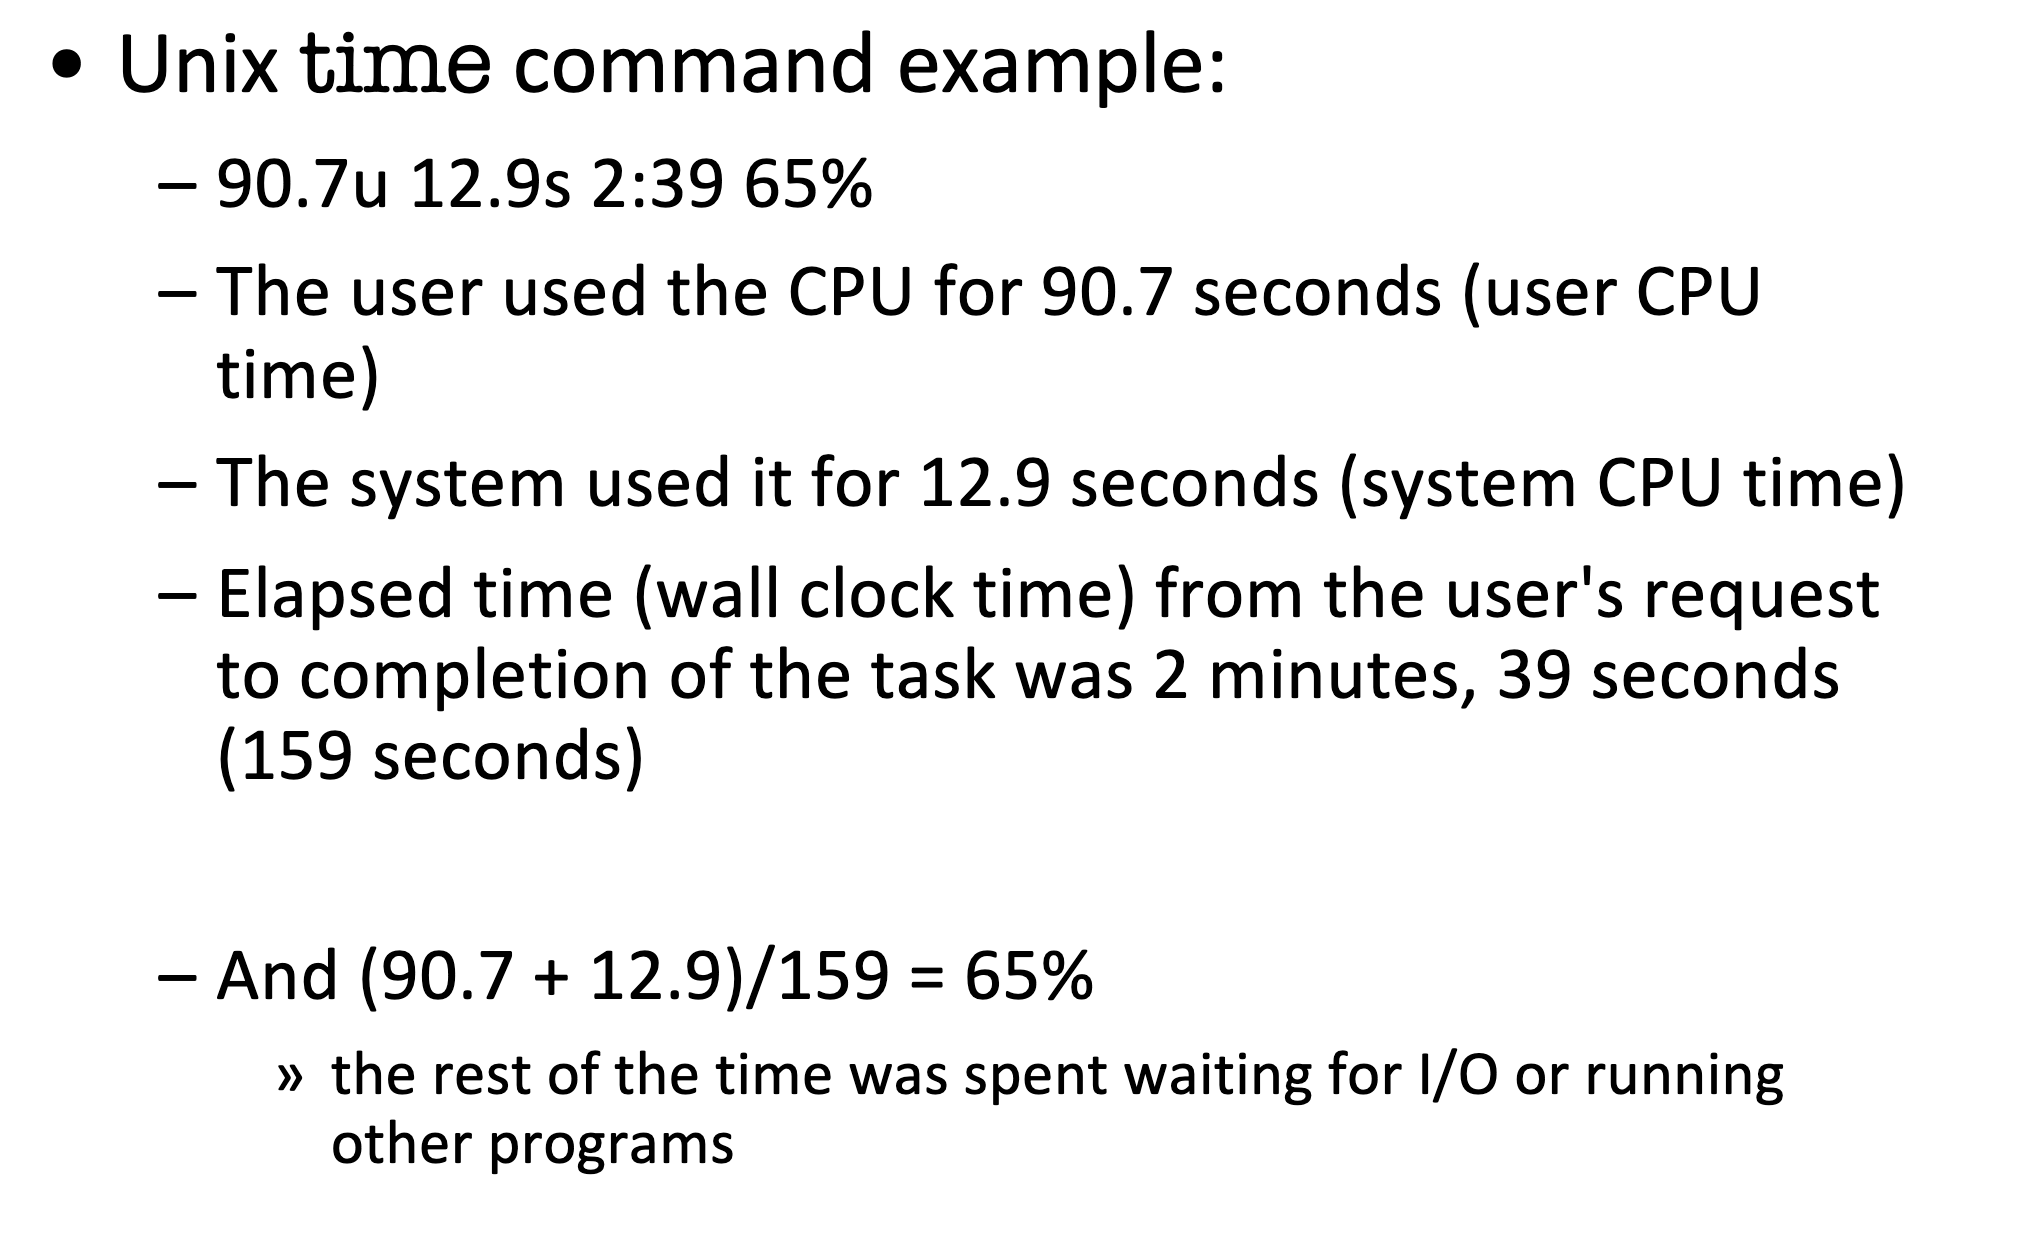 • Unix time command example:
– 90.7u 12.9s 2:39 65%
– The user used the CPU for 90.7 seconds (user CPU
time)
– The system used it for 12.9 seconds (system CPU time)
– Elapsed time (wall clock time) from the user's request
to completion of the task was 2 minutes, 39 seconds
(159 seconds)
– And (90.7 + 12.9)/159 = 65%
» the rest of the time was spent waiting for I/O or running
other programs